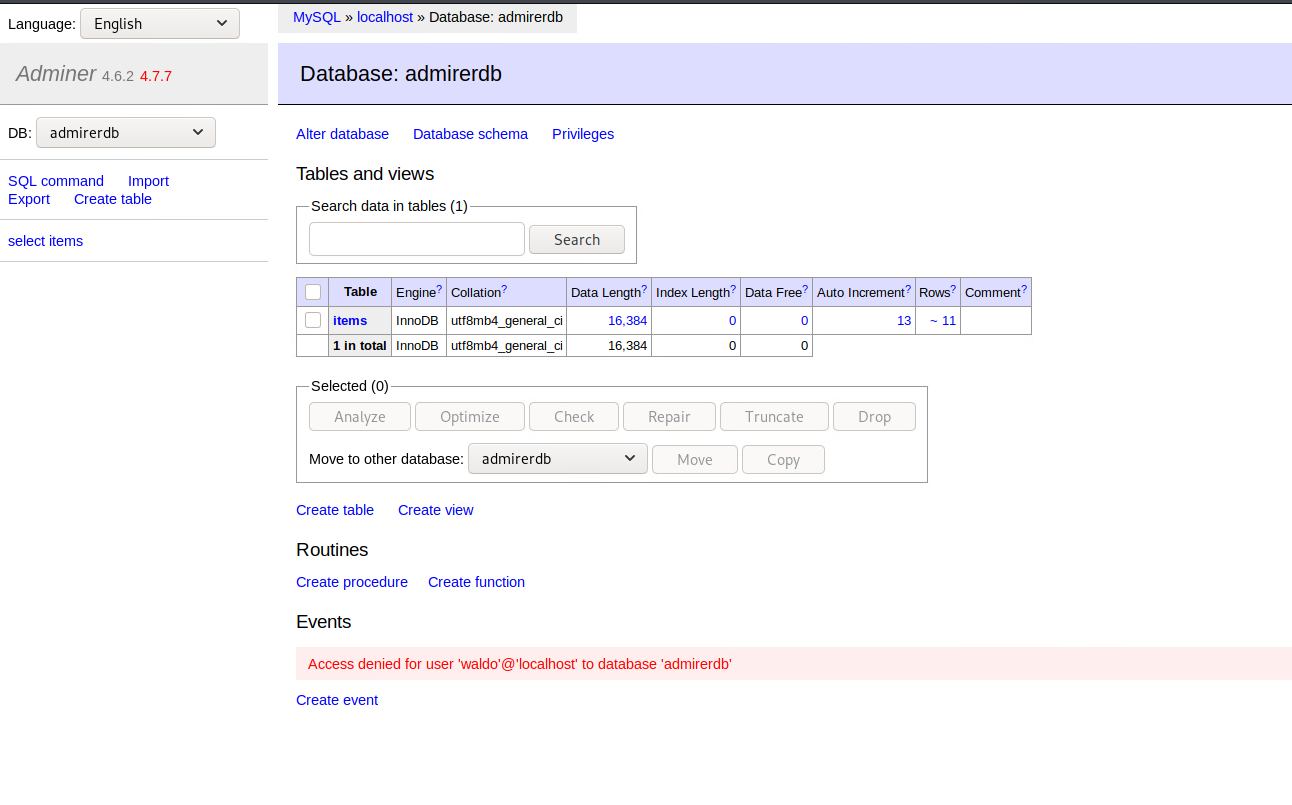 Language: English
MySQL » localhost » Database: admirerdb
Adminer 4.6.2 4.7.7
Database: admirerdb
DB: admirerdb
SQL command Import
Export Create table
select items
Alter database Database schema Privileges
Tables and views
Search data in tables (1)
Search
Table Engine? Collation? Data Length? Index Length? Data Free? Auto Increment? Rows? Comment?
items InnoDB utf8mb4_general_ci 16,384 0 0 13 ~ 11
1 in total InnoDB utf8mb4_general_ci 16,384 0 0
Selected (0)
Analyze Optimize Check Repair Truncate Drop
Move to other database: admirerdb Move Copy
Create table Create view
Routines
Create procedure Create function
Events
Access denied for user 'waldo'@'localhost' to database 'admirerdb'
Create event